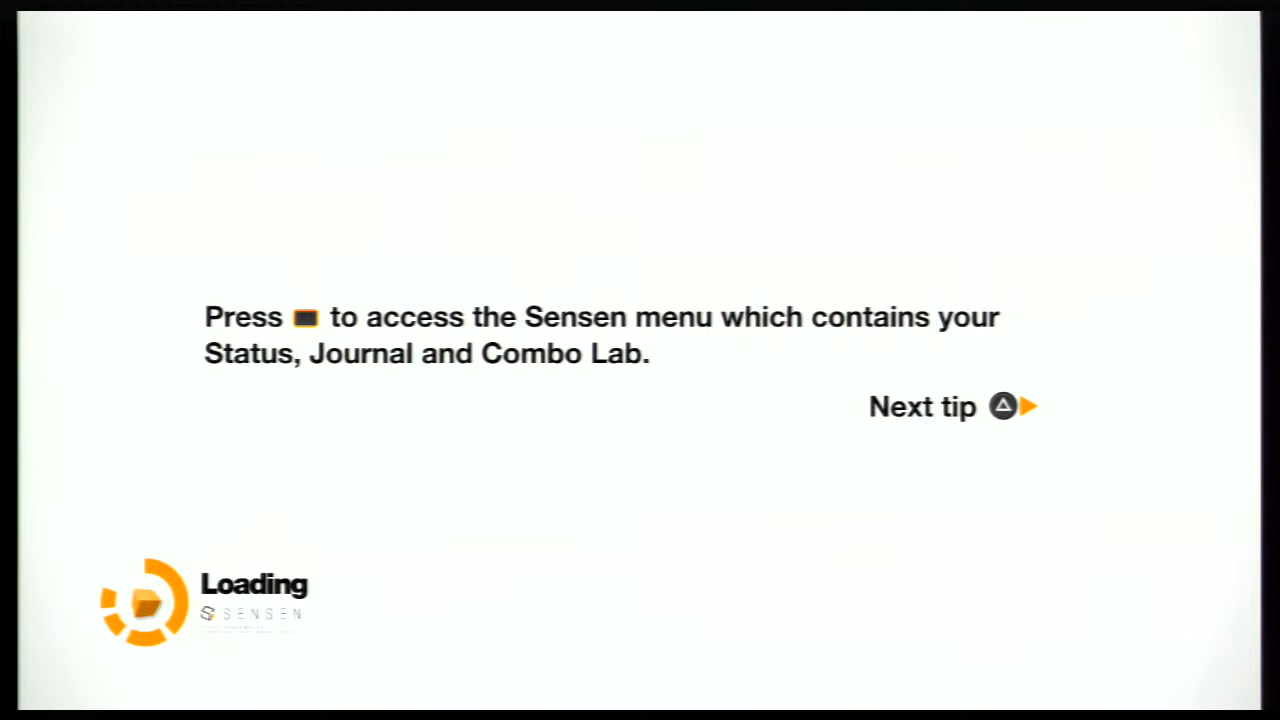 Press to access the Sensen menu which contains your
Status, Journal and Combo Lab.
Next tip
Loading
SENSEN